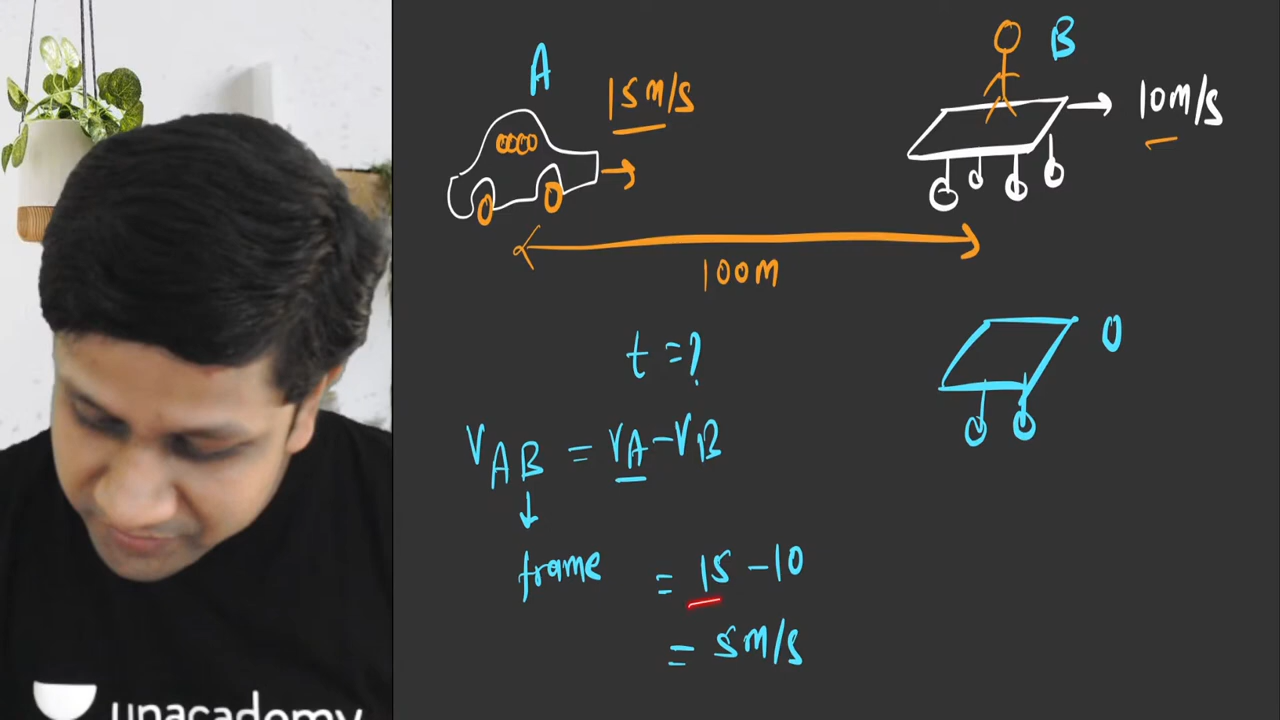 A
15m/s
B
10m/s
100m
t = ?
0
VAB = VA - VB
frame
= 15 - 10
= 5m/s
unacademy